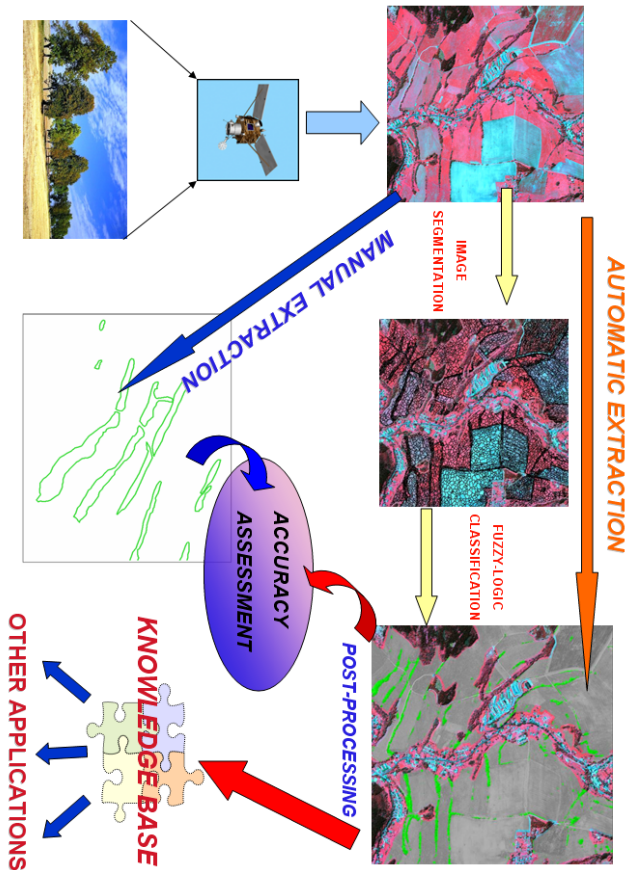 AUTOMATIC EXTRACTION
IMAGE
SEGMENTATION
FUZZY-LOGIC
CLASSIFICATION
MANUAL EXTRACTION
ACCURACY
ASSESSMENT
POST-PROCESSING
KNOWLEDGE BASE
OTHER APPLICATIONS